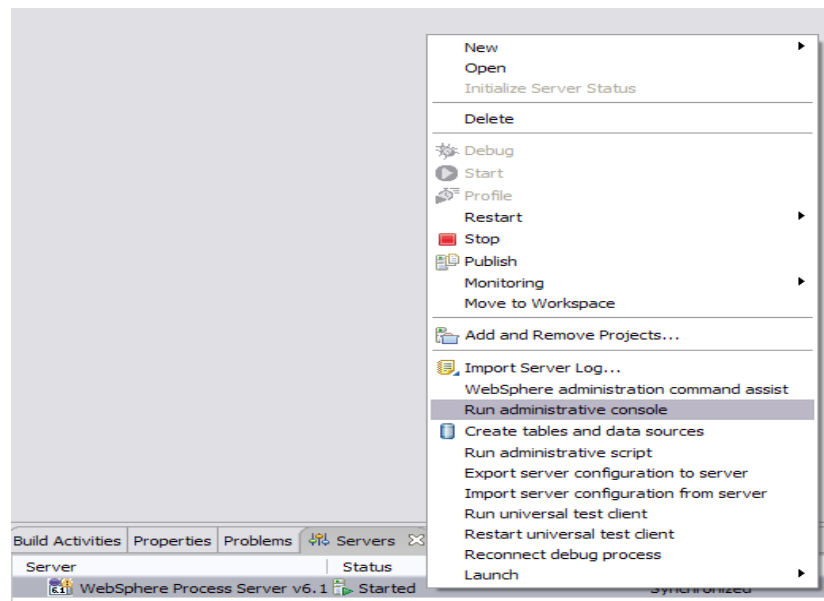 New
Open
Initialize Server Status
Delete
Debug
Start
Profile
Restart
Stop
Publish
Monitoring
Move to Workspace
Add and Remove Projects...
Import Server Log...
WebSphere administration command assist
Run administrative console
Create tables and data sources
Run administrative script
Export server configuration to server
Import server configuration from server
Run universal test client
Restart universal test client
Reconnect debug process
Launch
Build Activities Properties Problems Servers
Server Status
6.1 WebSphere Process Server v6.1 Started Synchronized